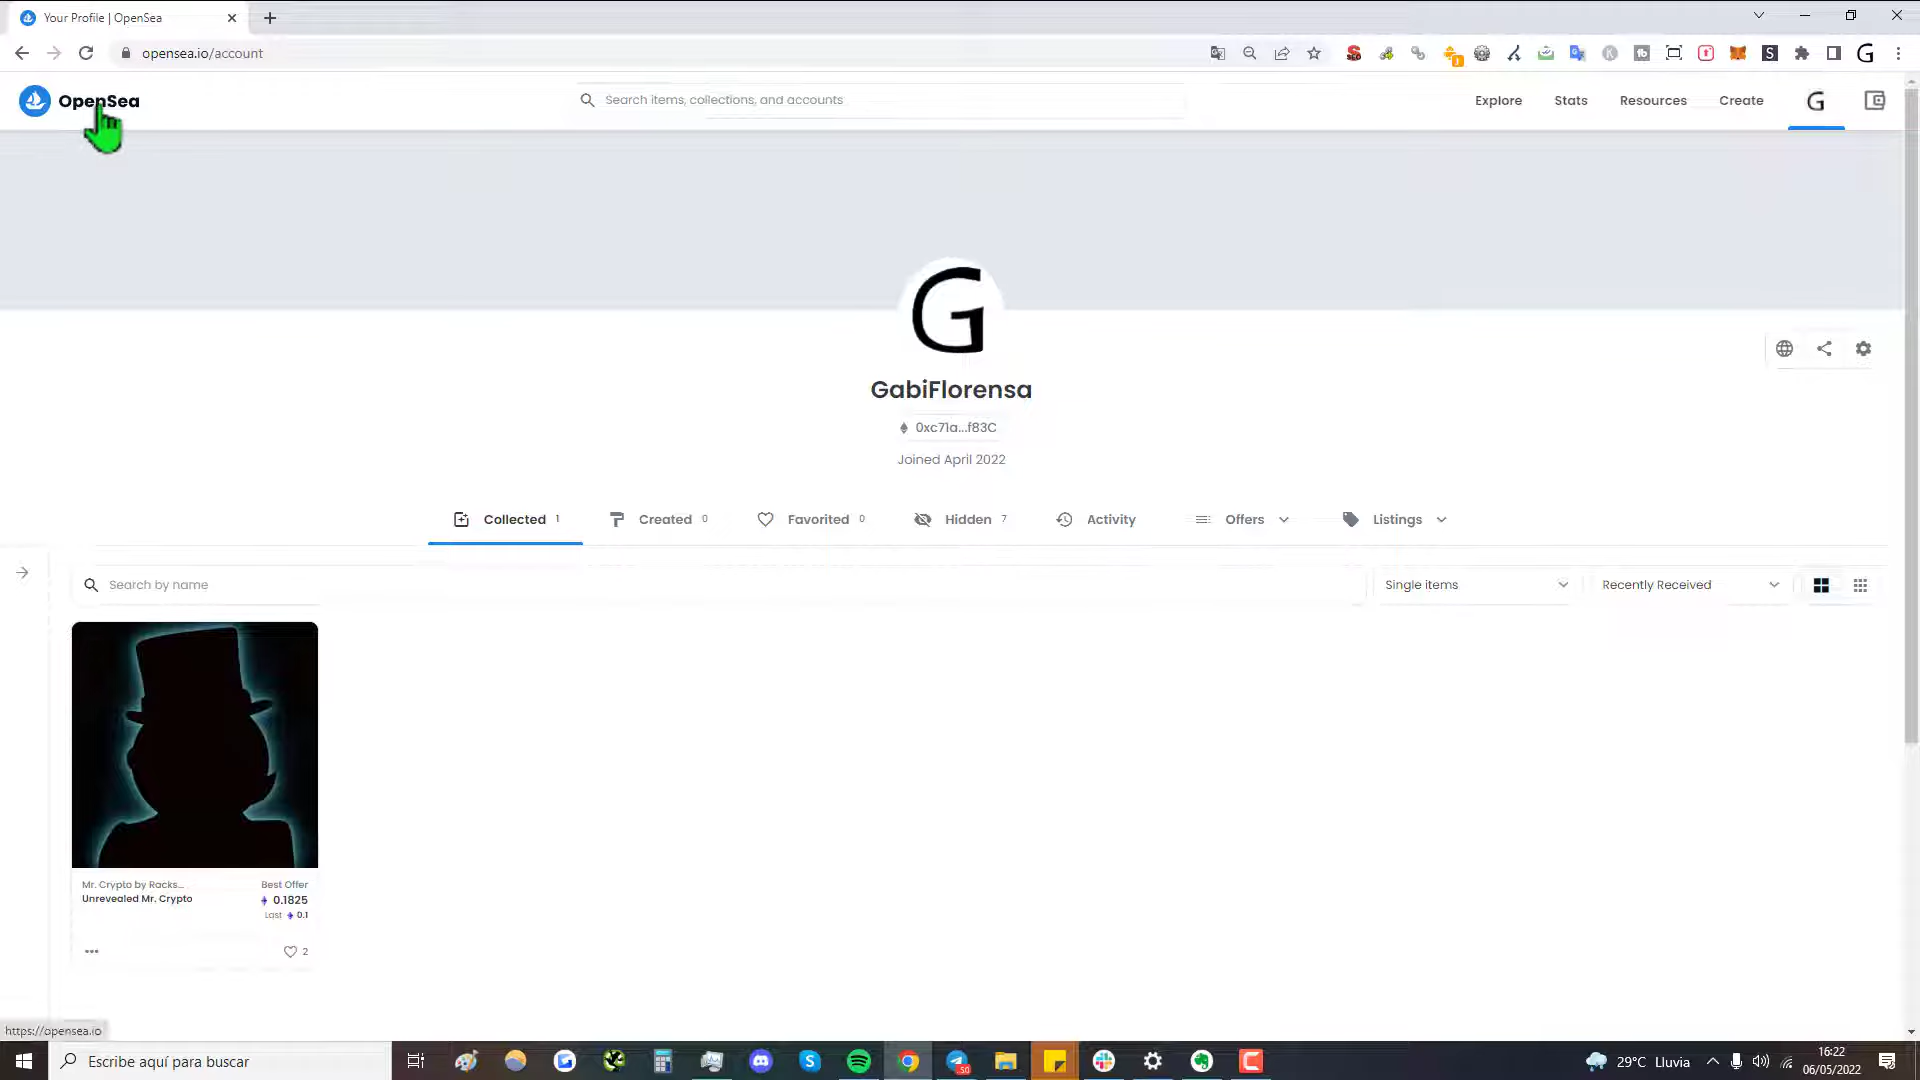 Your Profile | OpenSea
opensea.io/account
OpenSea
Search items, collections, and accounts
Explore
Stats
Resources
Create
G
G
GabiFlorensa
0xc71a...f83C
Joined April 2022
Collected 1
Created 0
Favorited 0
Hidden 7
Activity
Offers
Listings
Search by name
Single items
Recently Received
Mr. Crypto by Racks...
Best Offer
Unrevealed Mr. Crypto
0.1825
Last 0.1
2
https://opensea.io
Escribe aquí para buscar
50
29°C Lluvia
16:22
06/05/2022